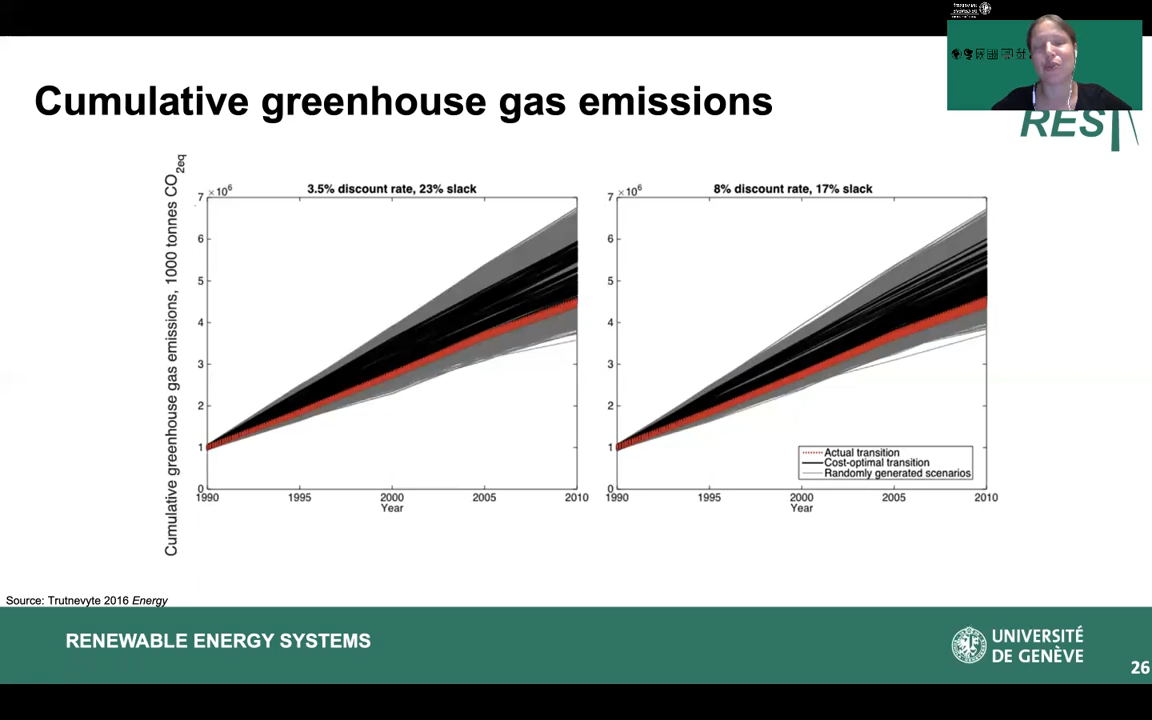 Cumulative greenhouse gas emissions
REST
Cumulative greenhouse gas emissions, 1000 tonnes CO2eq
3.5% discount rate, 23% slack
7 ×10^6
6
5
4
3
2
1
0
1990 1995 2000 2005 2010
Year
8% discount rate, 17% slack
7 ×10^6
6
5
4
3
2
1
0
1990 1995 2000 2005 2010
Year
Actual transition
Cost-optimal transition
Randomly generated scenarios
Source: Trutnevyte 2016 Energy
RENEWABLE ENERGY SYSTEMS
UNIVERSITÉ
DE GENÈVE
26